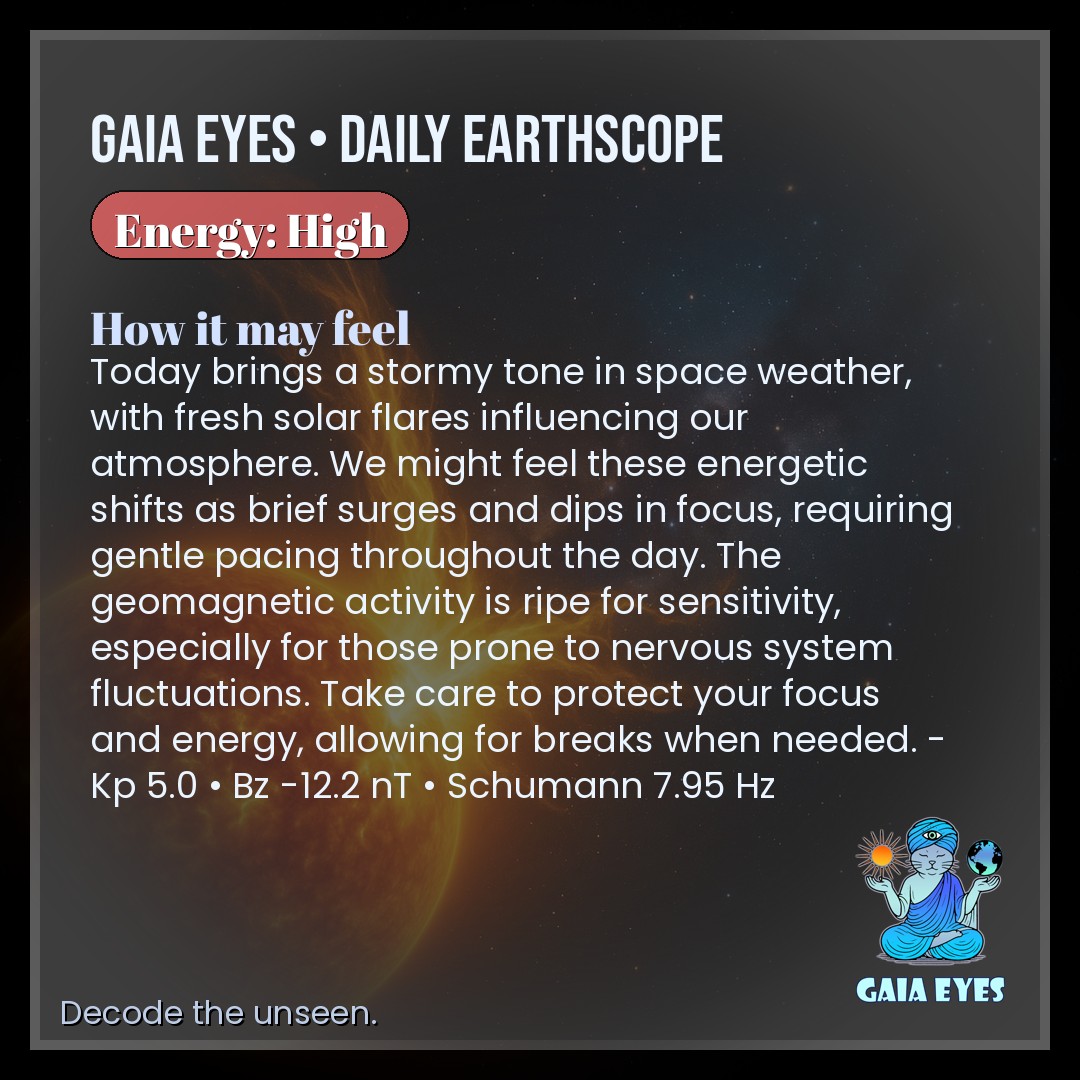 GAIA EYES • DAILY EARTHSCOPE
Energy: High
How it may feel
Today brings a stormy tone in space weather,
with fresh solar flares influencing our
atmosphere. We might feel these energetic
shifts as brief surges and dips in focus, requiring
gentle pacing throughout the day. The
geomagnetic activity is ripe for sensitivity,
especially for those prone to nervous system
fluctuations. Take care to protect your focus
and energy, allowing for breaks when needed. -
Kp 5.0 • Bz -12.2 nT • Schumann 7.95 Hz
GAIA EYES
Decode the unseen.